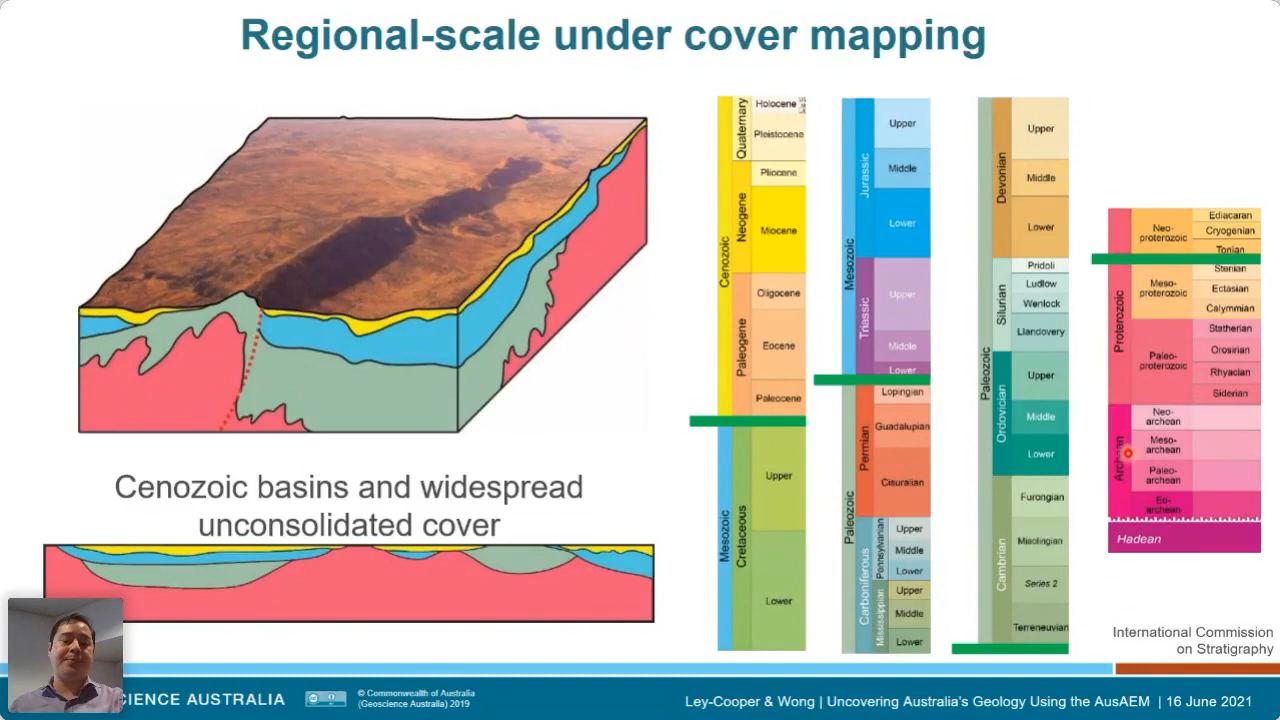 Regional-scale under cover mapping
Cenozoic basins and widespread
unconsolidated cover
Cenozoic
Mesozoic
Quaternary
Neogene
Paleogene
Cretaceous
Holocene
Pleistocene
Pliocene
Miocene
Oligocene
Eocene
Paleocene
Upper
Lower
Mesozoic
Paleozoic
Jurassic
Triassic
Permian
Carboniferous
Pennsylvanian
Mississippian
Upper
Middle
Lower
Upper
Middle
Lower
Lopingian
Guadalupian
Cisuralian
Upper
Middle
Lower
Upper
Middle
Lower
Paleozoic
Devonian
Silurian
Ordovician
Cambrian
Upper
Middle
Lower
Pridoli
Ludlow
Wenlock
Llandovery
Upper
Middle
Lower
Furongian
Miaolingian
Series 2
Terreneuvian
Proterozoic
Archean
Neo-
proterozoic
Meso-
proterozoic
Paleo-
proterozoic
Neo-
archean
Meso-
archean
Paleo-
archean
Eo-
archean
Hadean
Ediacaran
Cryogenian
Tonian
Stenian
Ectasian
Calymmian
Statherian
Orosirian
Rhyacian
Siderian
International Commission
on Stratigraphy
CIENCE AUSTRALIA
© Commonwealth of Australia
(Geoscience Australia) 2019
Ley-Cooper & Wong | Uncovering Australia's Geology Using the AusAEM | 16 June 2021